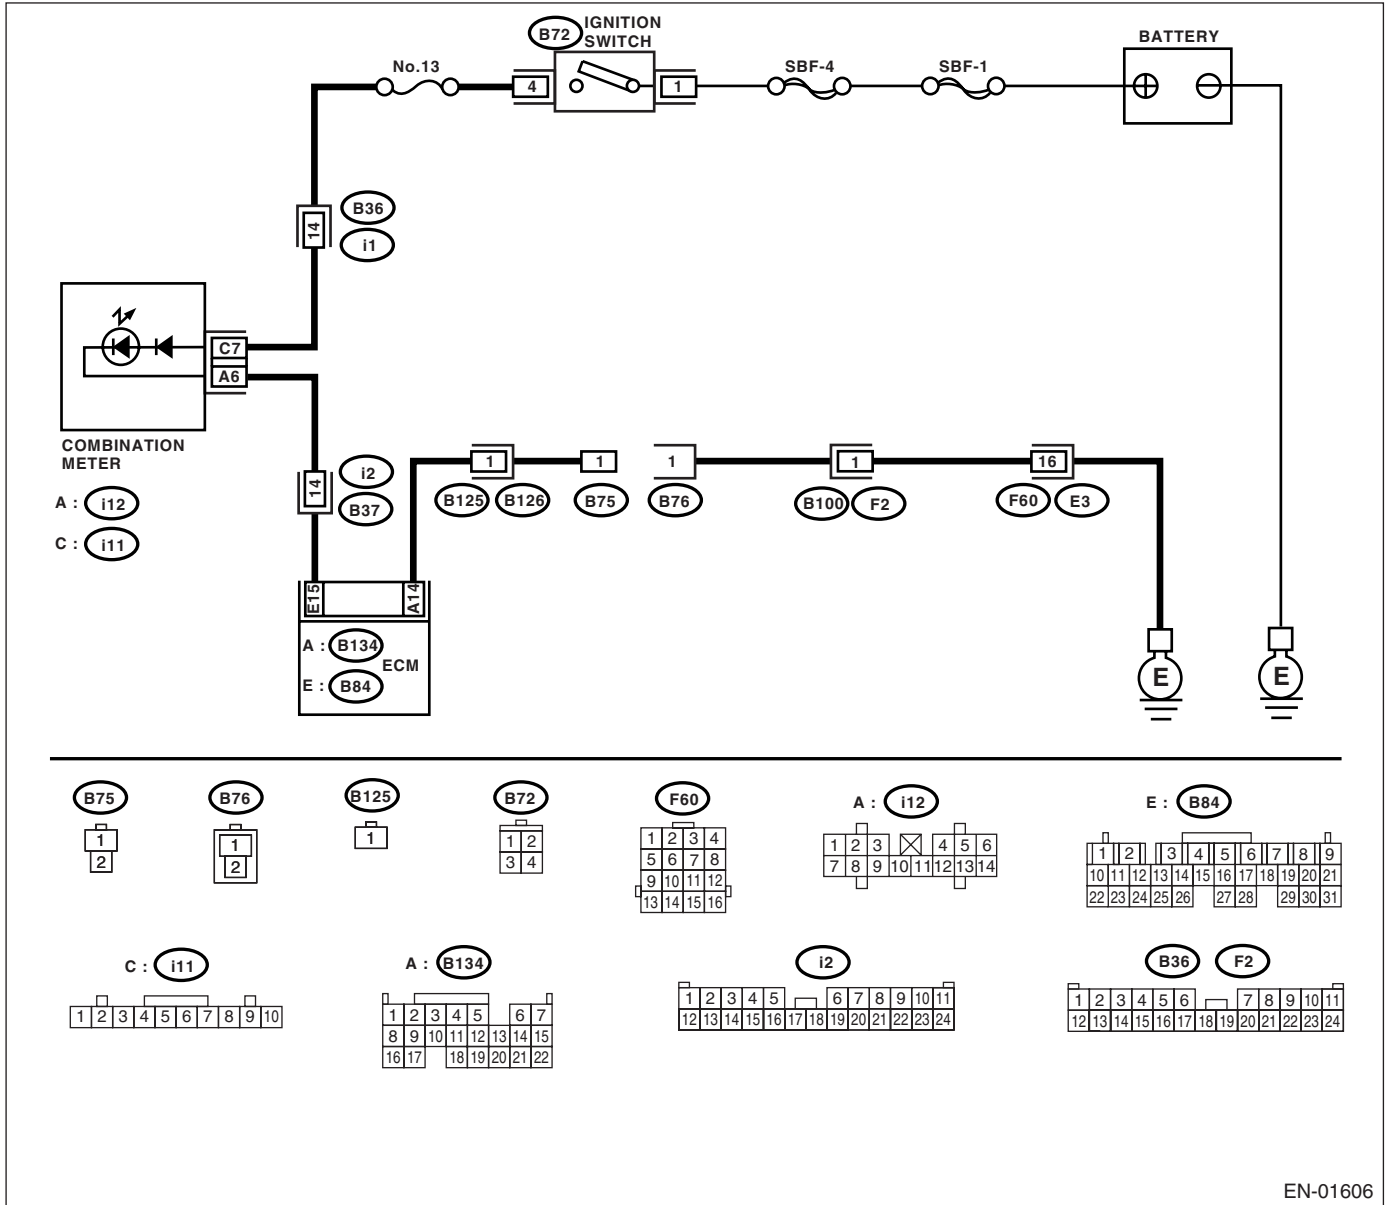 B72 IGNITION
SWITCH
BATTERY
No.13
4
1
SBF-4
SBF-1
14
B36
i1
C7
A6
COMBINATION
METER
A : i12
C : i11
14
i2
B37
1
B125 B126
1
B75
1
B76
1
B100 F2
16
F60 E3
E15
A14
A : B134
ECM
E : B84
E
E
B75
1
2
B76
1
2
B125
1
B72
1 2
3 4
F60
1 2 3 4
5 6 7 8
9 10 11 12
13 14 15 16
A : i12
1 2 3 4 5 6
7 8 9 10 11 12 13 14
E : B84
1 2 3 4 5 6 7 8 9
10 11 12 13 14 15 16 17 18 19 20 21
22 23 24 25 26 27 28 29 30 31
C : i11
1 2 3 4 5 6 7 8 9 10
A : B134
1 2 3 4 5 6 7
8 9 10 11 12 13 14 15
16 17 18 19 20 21 22
i2
1 2 3 4 5 6 7 8 9 10 11
12 13 14 15 16 17 18 19 20 21 22 23 24
B36 F2
1 2 3 4 5 6 7 8 9 10 11
12 13 14 15 16 17 18 19 20 21 22 23 24
EN-01606